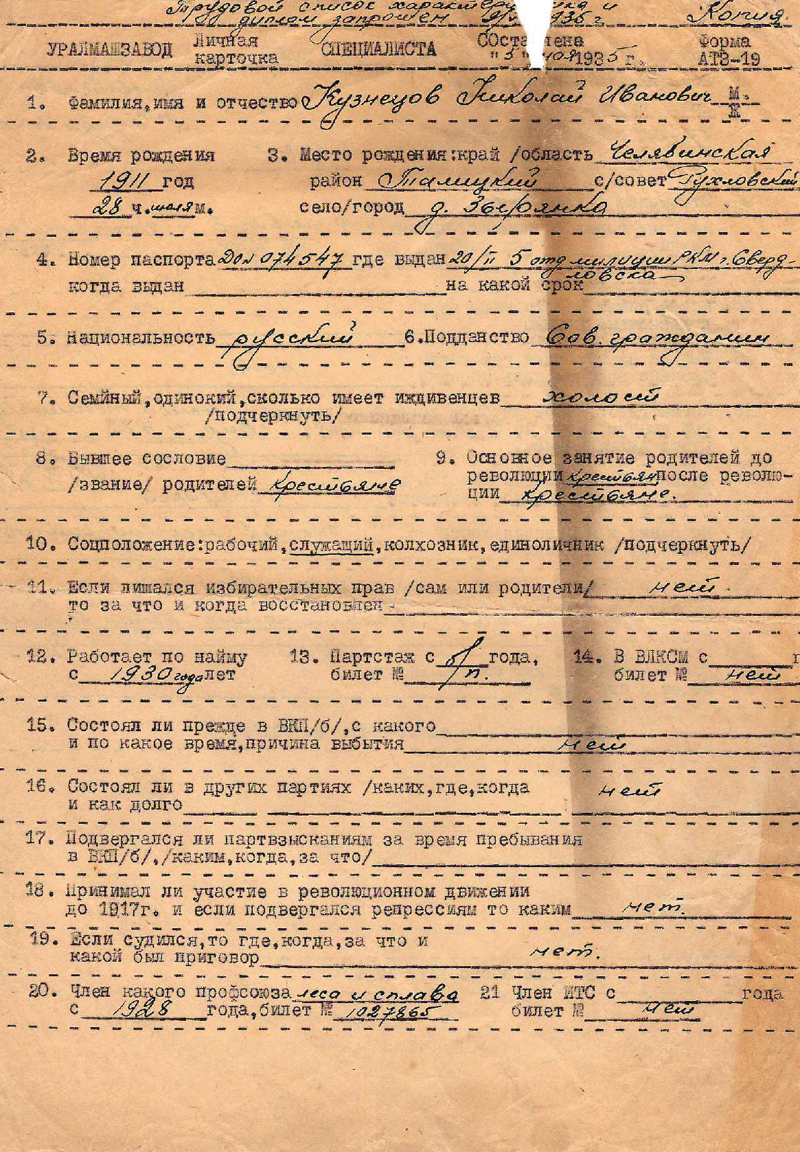 Трудовой список характеристика и
диплом запрошен 1935 г
Копия.
УРАЛМАШЗАВОД Личная карточка СПЕЦИАЛИСТА
Составлена
"5" 1935 г.
Форма
АТЗ-19
1. Фамилия,имя и отчество Кузнецов Николай Иванович М.
Ж
2. Время рождения 3. Место рождения:край /область Челябинская
1911 год район Талицкий с/совет
28 ч. июля м. село/город д. Зырянка
4. Номер паспорта 074547 где выдан 20/II 5 отд милиции РКМ г. Сверд-
ловска
когда выдан на какой срок
5. Национальность русский 6.Подданство Сов. гражданин
7. Семейный,одинокий,сколько имеет иждивенцев холост
/подчеркнуть/
8. Бывшее сословие
/звание/ родителей крестьяне
9. Основное занятие родителей до
революции крестьян после револю-
ции крестьяне.
10. Соцположение:рабочий,служащий,колхозник,единоличник /подчеркнуть/
11. Если лишался избирательных прав /сам или родители/ нет.
то за что и когда восстановлен -
12. Работает по найму 13. Партстаж с б/ года, 14. В ВЛКСМ с г
с 1930 года лет билет № п. билет № нет
15. Состоял ли прежде в ВКП/б/,с какого
и по какое время,причина выбытия нет
16. Состоял ли в других партиях /каких,где,когда нет
и как долго
17. Подвергался ли партвзысканиям за время пребывания
в ВКП/б/,/каким,когда,за что/
18. Принимал ли участие в революционном движении
до 1917г. и если подвергался репрессиям то каким нет.
19. Если судился,то где,когда,за что и
какой был приговор нет.
20. Член какого профсоюза леса и сплава 21 Член ИТС с года
с 1928 года,билет № 1027865 билет № нет